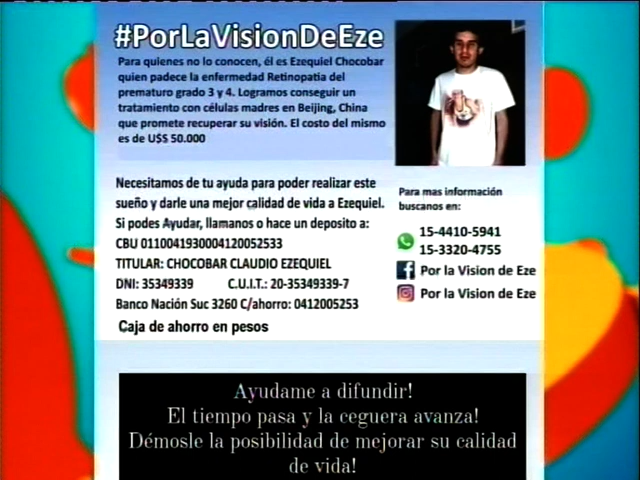 #PorLaVisionDeEze
Para quienes no lo conocen, él es Ezequiel Chocobar
quien padece la enfermedad Retinopatia del
prematuro grado 3 y 4. Logramos conseguir un
tratamiento con células madres en Beijing, China
que promete recuperar su visión. El costo del mismo
es de U$S 50.000
Necesitamos de tu ayuda para poder realizar este
sueño y darle una mejor calidad de vida a Ezequiel.
Si podes Ayudar, llamanos o hace un deposito a:
CBU 0110041930004120052533
TITULAR: CHOCOBAR CLAUDIO EZEQUIEL
DNI: 35349339 C.U.I.T.: 20-35349339-7
Banco Nación Suc 3260 C/ahorro: 0412005253
Caja de ahorro en pesos
Para mas información
buscanos en:
15-4410-5941
15-3320-4755
Por la Vision de Eze
Por la Vision de Eze
Ayudame a difundir!
El tiempo pasa y la ceguera avanza!
Démosle la posibilidad de mejorar su calidad
de vida!